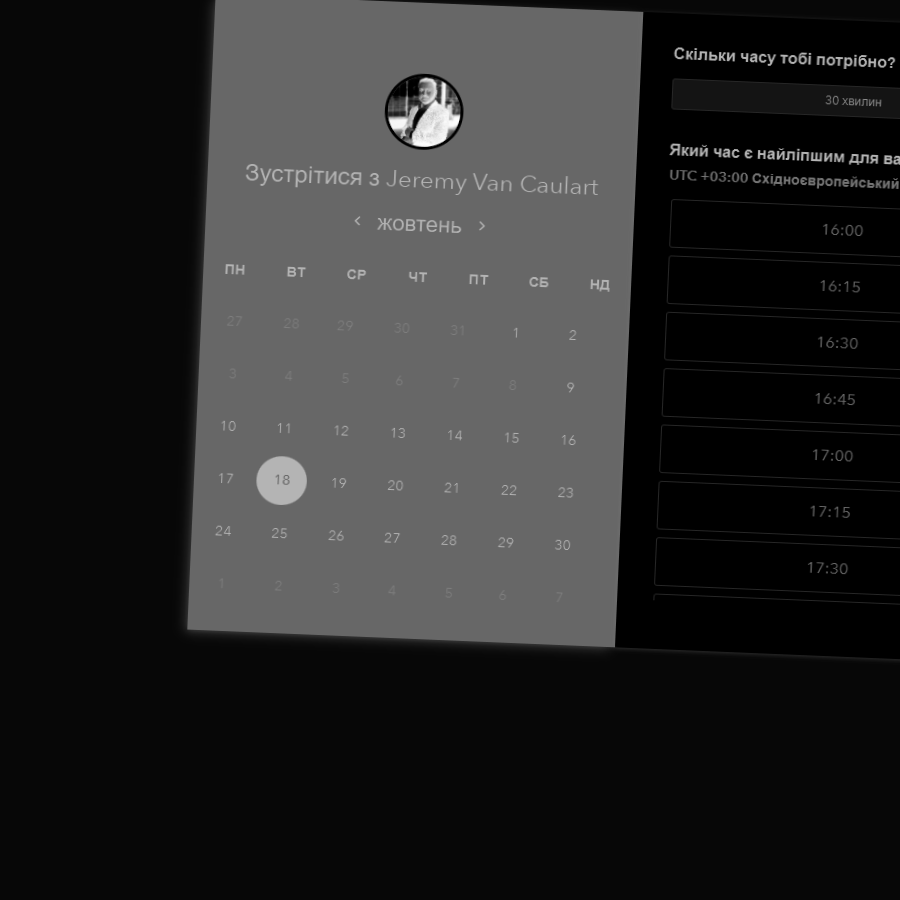 Зустрітися з Jeremy Van Caulart
‹ жовтень ›
ПН ВТ СР ЧТ ПТ СБ НД
27 28 29 30 31 1 2
3 4 5 6 7 8 9
10 11 12 13 14 15 16
17 18 19 20 21 22 23
24 25 26 27 28 29 30
1 2 3 4 5 6 7
Скільки часу тобі потрібно?
30 хвилин
Який час є найліпшим для ва
UTC +03:00 Східноєвропейський
16:00
16:15
16:30
16:45
17:00
17:15
17:30